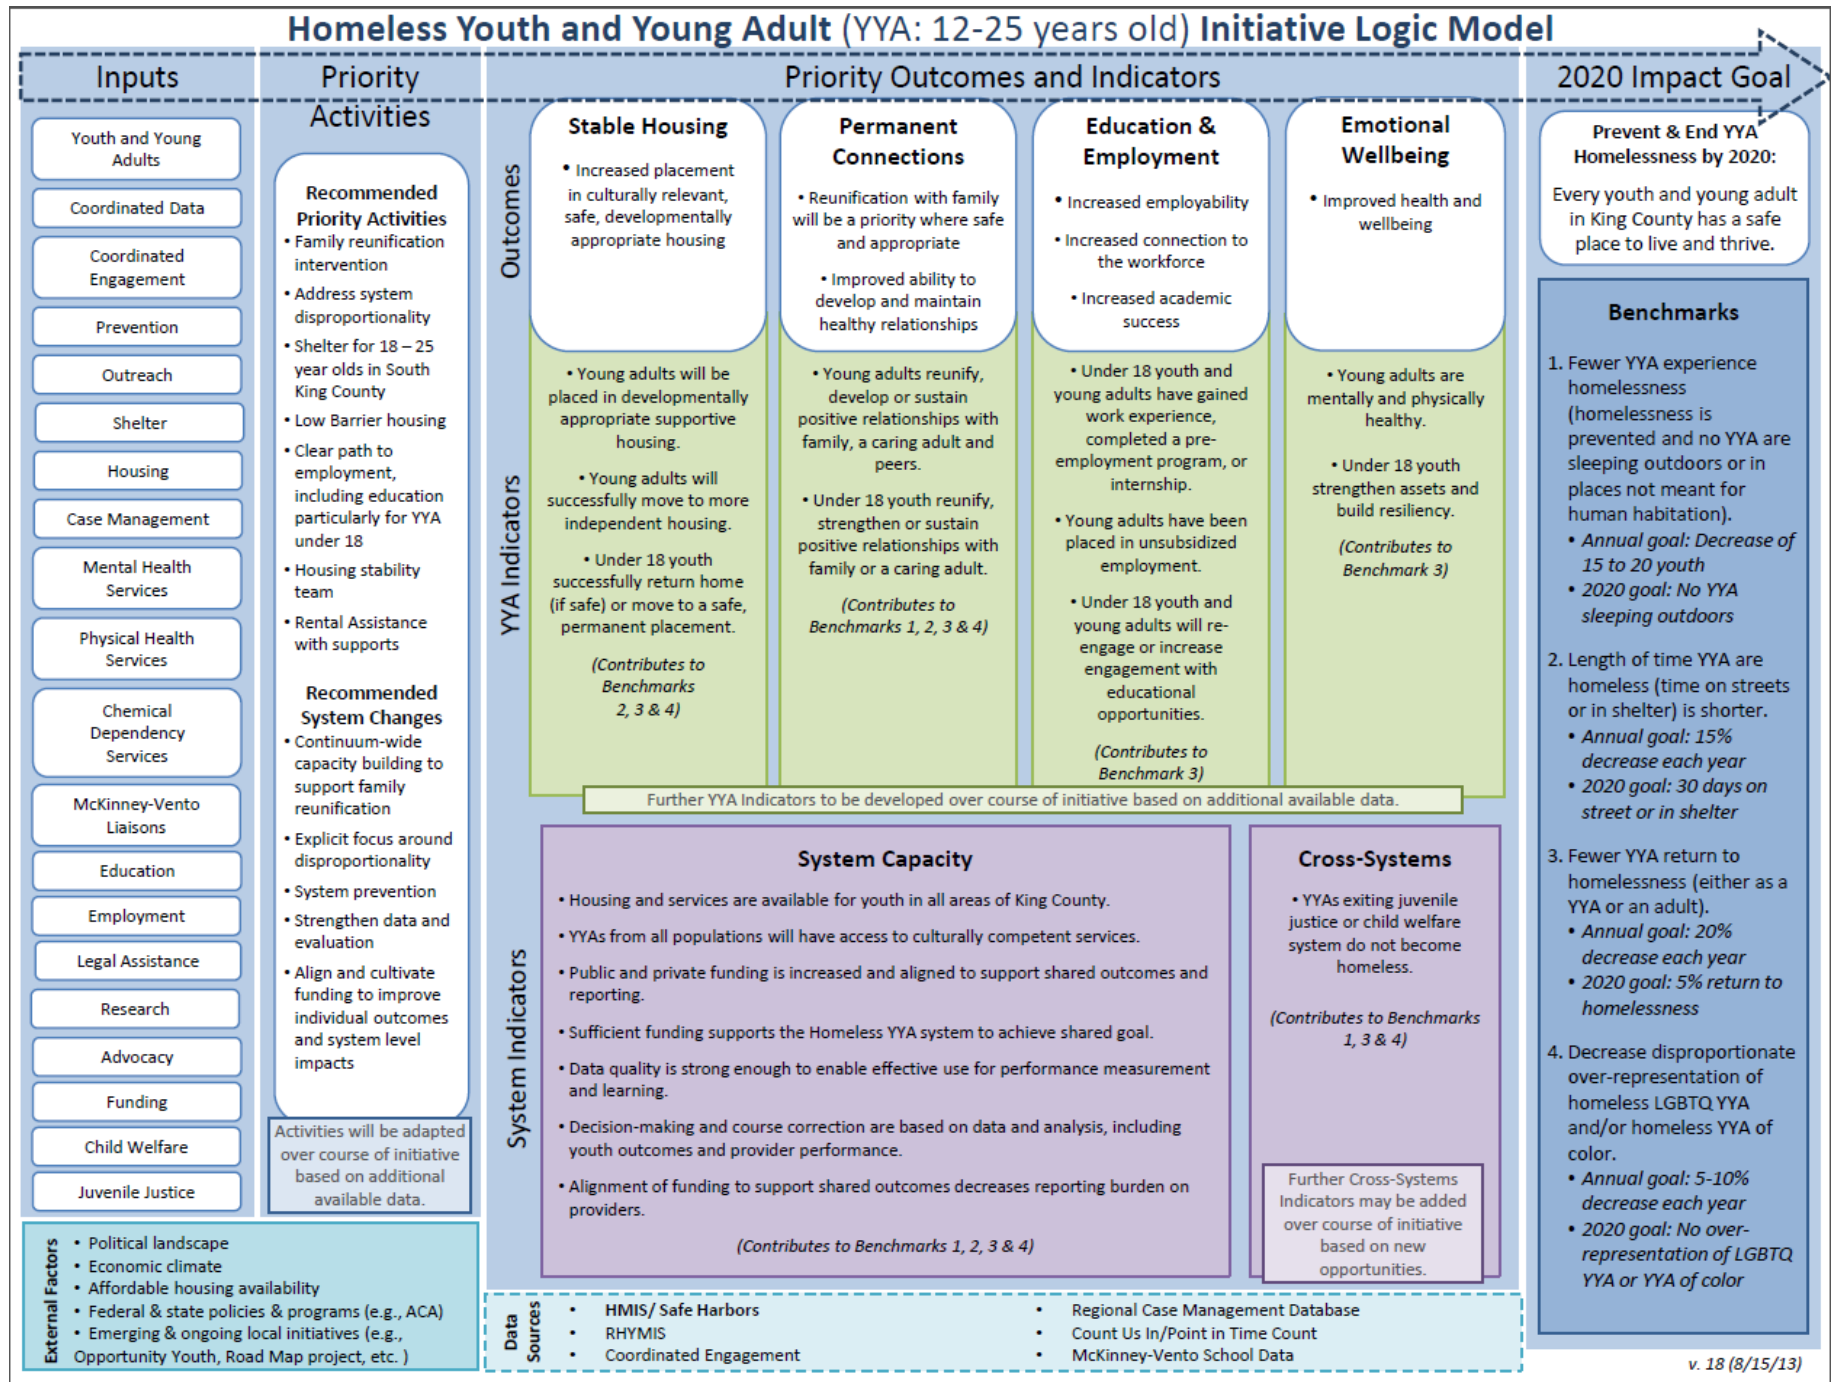 Homeless Youth and Young Adult (YYA: 12-25 years old) Initiative Logic Model
Inputs
Youth and Young
Adults
Coordinated Data
Coordinated
Engagement
Prevention
Outreach
Shelter
Housing
Case Management
Mental Health
Services
Physical Health
Services
Chemical
Dependency
Services
McKinney-Vento
Liaisons
Education
Employment
Legal Assistance
Research
Advocacy
Funding
Child Welfare
Juvenile Justice
Priority
Activities
Recommended
Priority Activities
• Family reunification
intervention
• Address system
disproportionality
• Shelter for 18 – 25
year olds in South
King County
• Low Barrier housing
• Clear path to
employment,
including education
particularly for YYA
under 18
• Housing stability
team
• Rental Assistance
with supports
Recommended
System Changes
• Continuum-wide
capacity building to
support family
reunification
• Explicit focus around
disproportionality
• System prevention
• Strengthen data and
evaluation
• Align and cultivate
funding to improve
individual outcomes
and system level
impacts
Activities will be adapted
over course of initiative
based on additional
available data.
Priority Outcomes and Indicators
Outcomes
Stable Housing
• Increased placement
in culturally relevant,
safe, developmentally
appropriate housing
Permanent
Connections
• Reunification with family
will be a priority where safe
and appropriate
• Improved ability to
develop and maintain
healthy relationships
Education &
Employment
• Increased employability
• Increased connection to
the workforce
• Increased academic
success
Emotional
Wellbeing
• Improved health and
wellbeing
YYA Indicators
• Young adults will be
placed in developmentally
appropriate supportive
housing.
• Young adults will
successfully move to more
independent housing.
• Under 18 youth
successfully return home
(if safe) or move to a safe,
permanent placement.
(Contributes to
Benchmarks
2, 3 & 4)
• Young adults reunify,
develop or sustain
positive relationships with
family, a caring adult and
peers.
• Under 18 youth reunify,
strengthen or sustain
positive relationships with
family or a caring adult.
(Contributes to
Benchmarks 1, 2, 3 & 4)
• Under 18 youth and
young adults have gained
work experience,
completed a pre-
employment program, or
internship.
• Young adults have been
placed in unsubsidized
employment.
• Under 18 youth and
young adults will re-
engage or increase
engagement with
educational
opportunities.
(Contributes to
Benchmark 3)
• Young adults are
mentally and physically
healthy.
• Under 18 youth
strengthen assets and
build resiliency.
(Contributes to
Benchmark 3)
Further YYA Indicators to be developed over course of initiative based on additional available data.
System Indicators
System Capacity
• Housing and services are available for youth in all areas of King County.
• YYAs from all populations will have access to culturally competent services.
• Public and private funding is increased and aligned to support shared outcomes and
reporting.
• Sufficient funding supports the Homeless YYA system to achieve shared goal.
• Data quality is strong enough to enable effective use for performance measurement
and learning.
• Decision-making and course correction are based on data and analysis, including
youth outcomes and provider performance.
• Alignment of funding to support shared outcomes decreases reporting burden on
providers.
(Contributes to Benchmarks 1, 2, 3 & 4)
Cross-Systems
• YYAs exiting juvenile
justice or child welfare
system do not become
homeless.
(Contributes to Benchmarks
1, 3 & 4)
Further Cross-Systems
Indicators may be added
over course of initiative
based on new
opportunities.
2020 Impact Goal
Prevent & End YYA
Homelessness by 2020:
Every youth and young adult
in King County has a safe
place to live and thrive.
Benchmarks
1. Fewer YYA experience
homelessness
(homelessness is
prevented and no YYA are
sleeping outdoors or in
places not meant for
human habitation).
• Annual goal: Decrease of
15 to 20 youth
• 2020 goal: No YYA
sleeping outdoors
2. Length of time YYA are
homeless (time on streets
or in shelter) is shorter.
• Annual goal: 15%
decrease each year
• 2020 goal: 30 days on
street or in shelter
3. Fewer YYA return to
homelessness (either as a
YYA or an adult).
• Annual goal: 20%
decrease each year
• 2020 goal: 5% return to
homelessness
4. Decrease disproportionate
over-representation of
homeless LGBTQ YYA
and/or homeless YYA of
color.
• Annual goal: 5-10%
decrease each year
• 2020 goal: No over-
representation of LGBTQ
YYA or YYA of color
External Factors
• Political landscape
• Economic climate
• Affordable housing availability
• Federal & state policies & programs (e.g., ACA)
• Emerging & ongoing local initiatives (e.g.,
Opportunity Youth, Road Map project, etc. )
Data
Sources
• HMIS/ Safe Harbors
• RHYMIS
• Coordinated Engagement
• Regional Case Management Database
• Count Us In/Point in Time Count
• McKinney-Vento School Data
v. 18 (8/15/13)